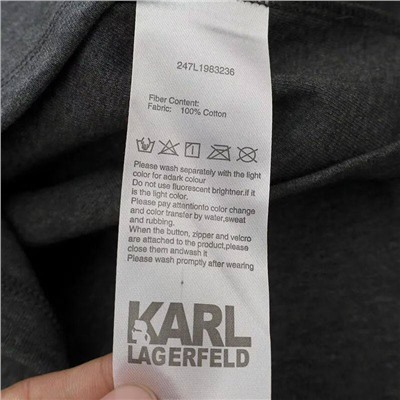 247L1983236
Fiber Content:
Fabric: 100% Cotton
Please wash separately with the light
color for adark colour
Do not use fluorescent brightner.if it
is the light color.
Please pay attentionto color change
and color transfer by water,sweat
and rubbing.
When the button, zipper and velcro
are attached to the product,please
close them andwash it
Please wash promptly after wearing
KARL
LAGERFELD